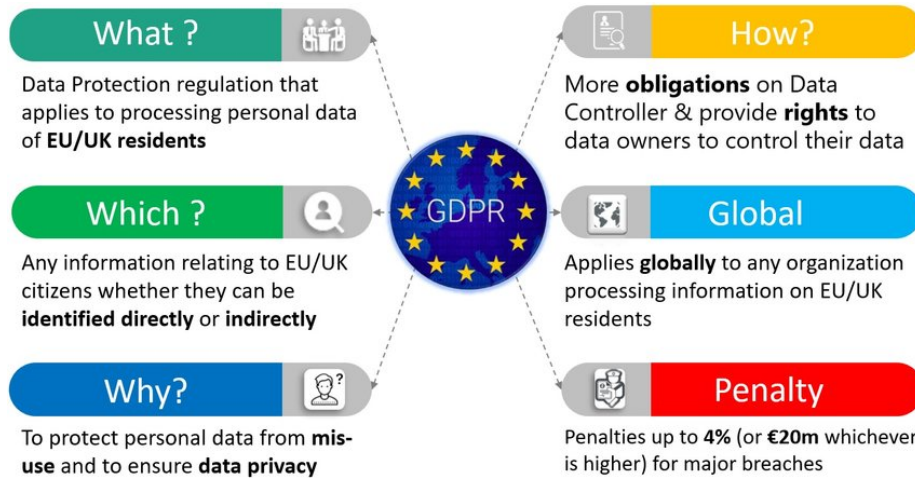 What ?
Data Protection regulation that
applies to processing personal data
of EU/UK residents
Which ?
Any information relating to EU/UK
citizens whether they can be
identified directly or indirectly
Why?
To protect personal data from mis-
use and to ensure data privacy
GDPR
How?
More obligations on Data
Controller & provide rights to
data owners to control their data
Global
Applies globally to any organization
processing information on EU/UK
residents
Penalty
Penalties up to 4% (or €20m whichever
is higher) for major breaches